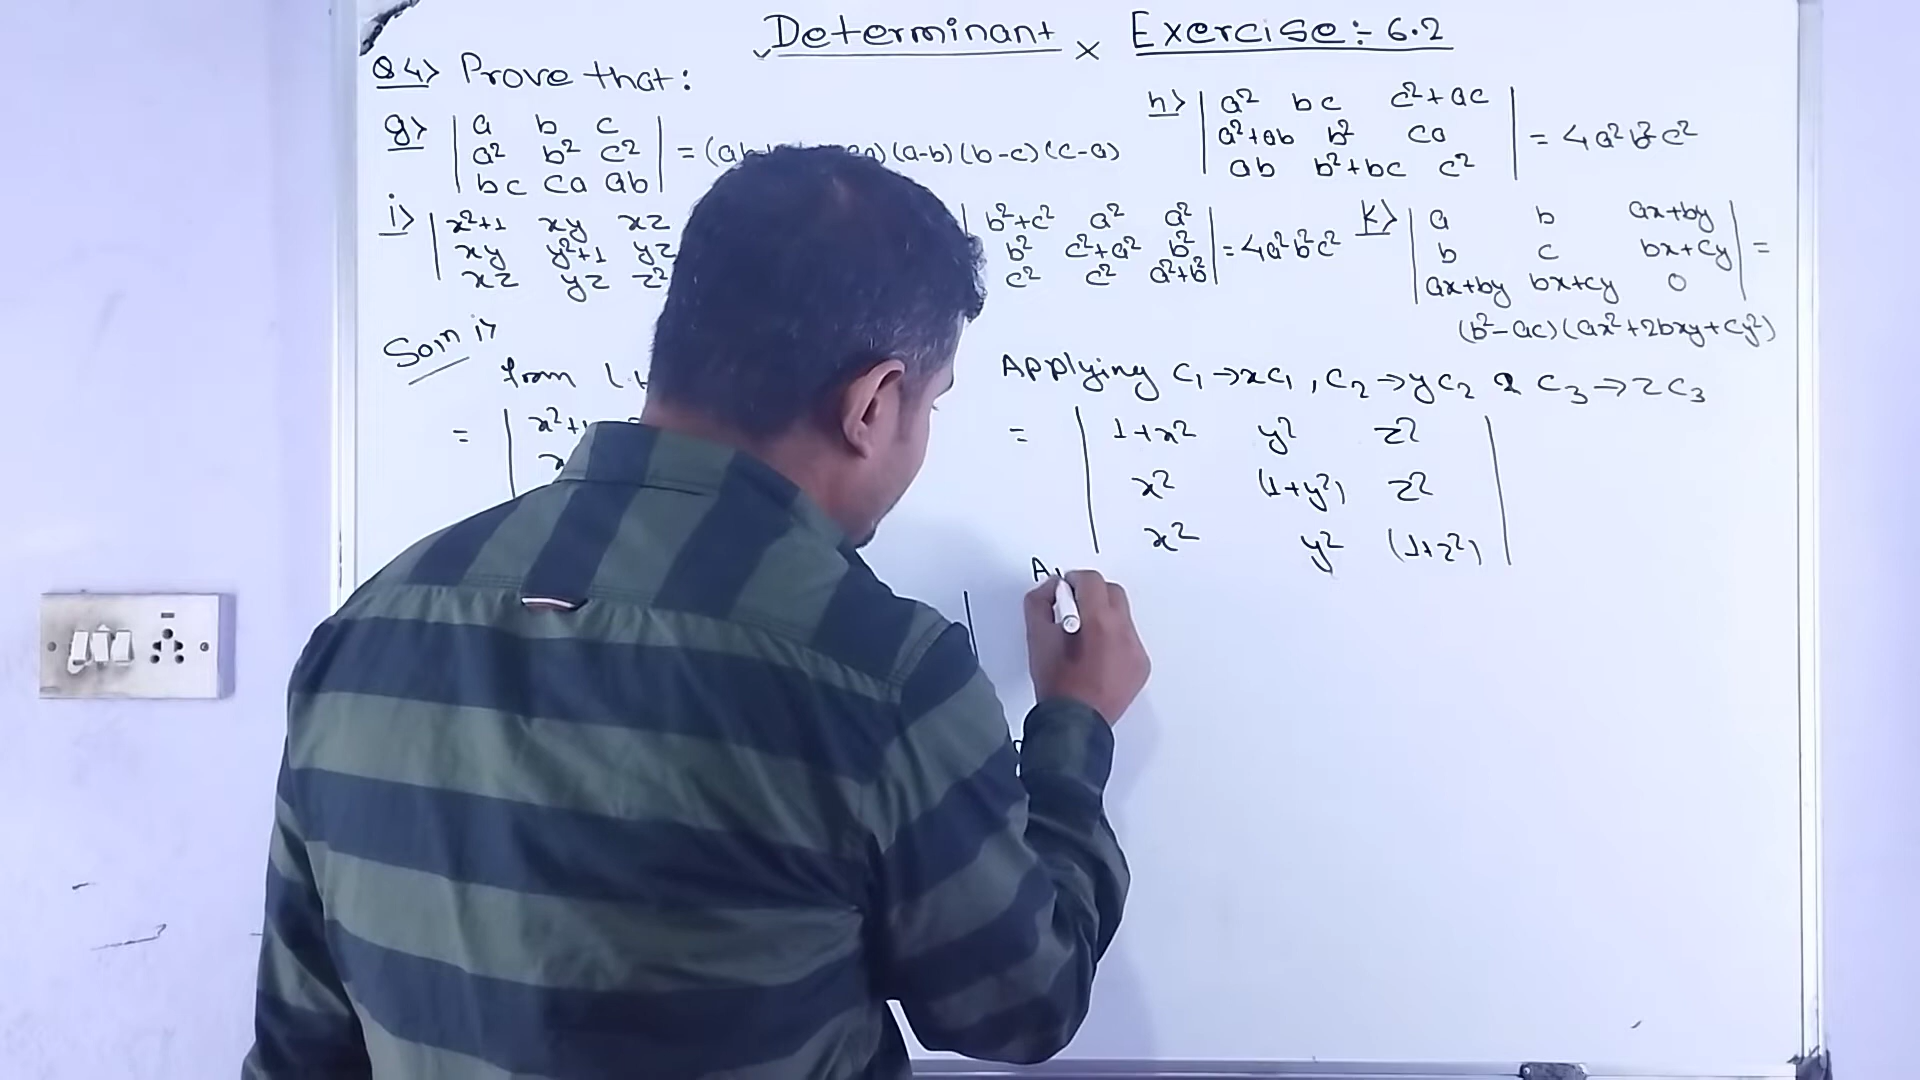 Determinant Exercise:- 6.2
Q4> Prove that:
g> | a b c |
| a² b² c² | = (ab )(a-b)(b-c)(c-a)
| bc ca ab |
h> | a² bc c²+ac |
| a²+ab b² ca | = 4a²b²c²
| ab b²+bc c² |
i> | x²+1 xy xz
| xy y²+1 yz
| xz yz z²
| b²+c² a² a² |
| b² c²+a² b² | = 4a²b²c²
| c² c² a²+b² |
k> | a b ax+by |
| b c bx+cy | =
| ax+by bx+cy 0 |
(b²-ac)(ax²+2bxy+cy²)
Soln i>
from
= | x²+
Applying C₁→xC₁, C₂→yC₂ & C₃→zC₃
= | 1+x² y² z² |
| x² (1+y²) z² |
| x² y² (1+z²) |